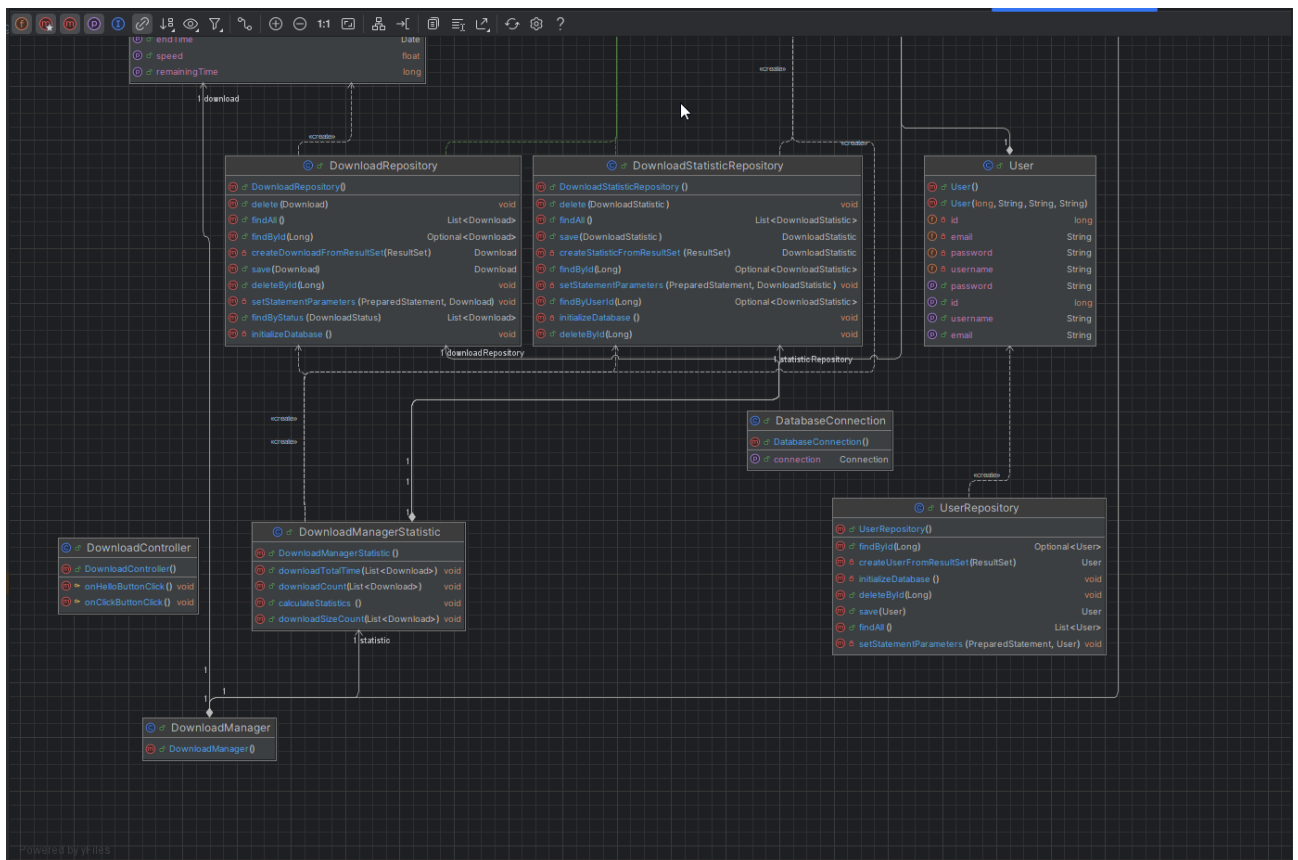 1:1
endTime Date
speed float
remainingTime long
«create»
1 download
«create»
«create»
DownloadRepository
DownloadRepository()
delete(Download) void
findAll() List<Download>
findById(Long) Optional<Download>
createDownloadFromResultSet(ResultSet) Download
save(Download) Download
deleteById(Long) void
setStatementParameters(PreparedStatement, Download) void
findByStatus(DownloadStatus) List<Download>
initializeDatabase() void
DownloadStatisticRepository
DownloadStatisticRepository()
delete(DownloadStatistic) void
findAll() List<DownloadStatistic>
save(DownloadStatistic) DownloadStatistic
createStatisticFromResultSet(ResultSet) DownloadStatistic
findById(Long) Optional<DownloadStatistic>
setStatementParameters(PreparedStatement, DownloadStatistic) void
findByUserId(Long) Optional<DownloadStatistic>
initializeDatabase() void
deleteById(Long) void
1
User
User()
User(long, String, String, String)
id long
email String
password String
username String
password String
id long
username String
email String
1 downloadRepository
1 statisticRepository
«create»
«create»
DatabaseConnection
DatabaseConnection()
connection Connection
1
1
1
«create»
UserRepository
UserRepository()
findById(Long) Optional<User>
createUserFromResultSet(ResultSet) User
initializeDatabase() void
deleteById(Long) void
save(User) User
findAll() List<User>
setStatementParameters(PreparedStatement, User) void
DownloadManagerStatistic
DownloadManagerStatistic()
downloadTotalTime(List<Download>) void
downloadCount(List<Download>) void
calculateStatistics() void
downloadSizeCount(List<Download>) void
DownloadController
DownloadController()
onHelloButtonClick() void
onClickButtonClick() void
1 statistic
1
1
1
DownloadManager
DownloadManager()
Powered by yFiles